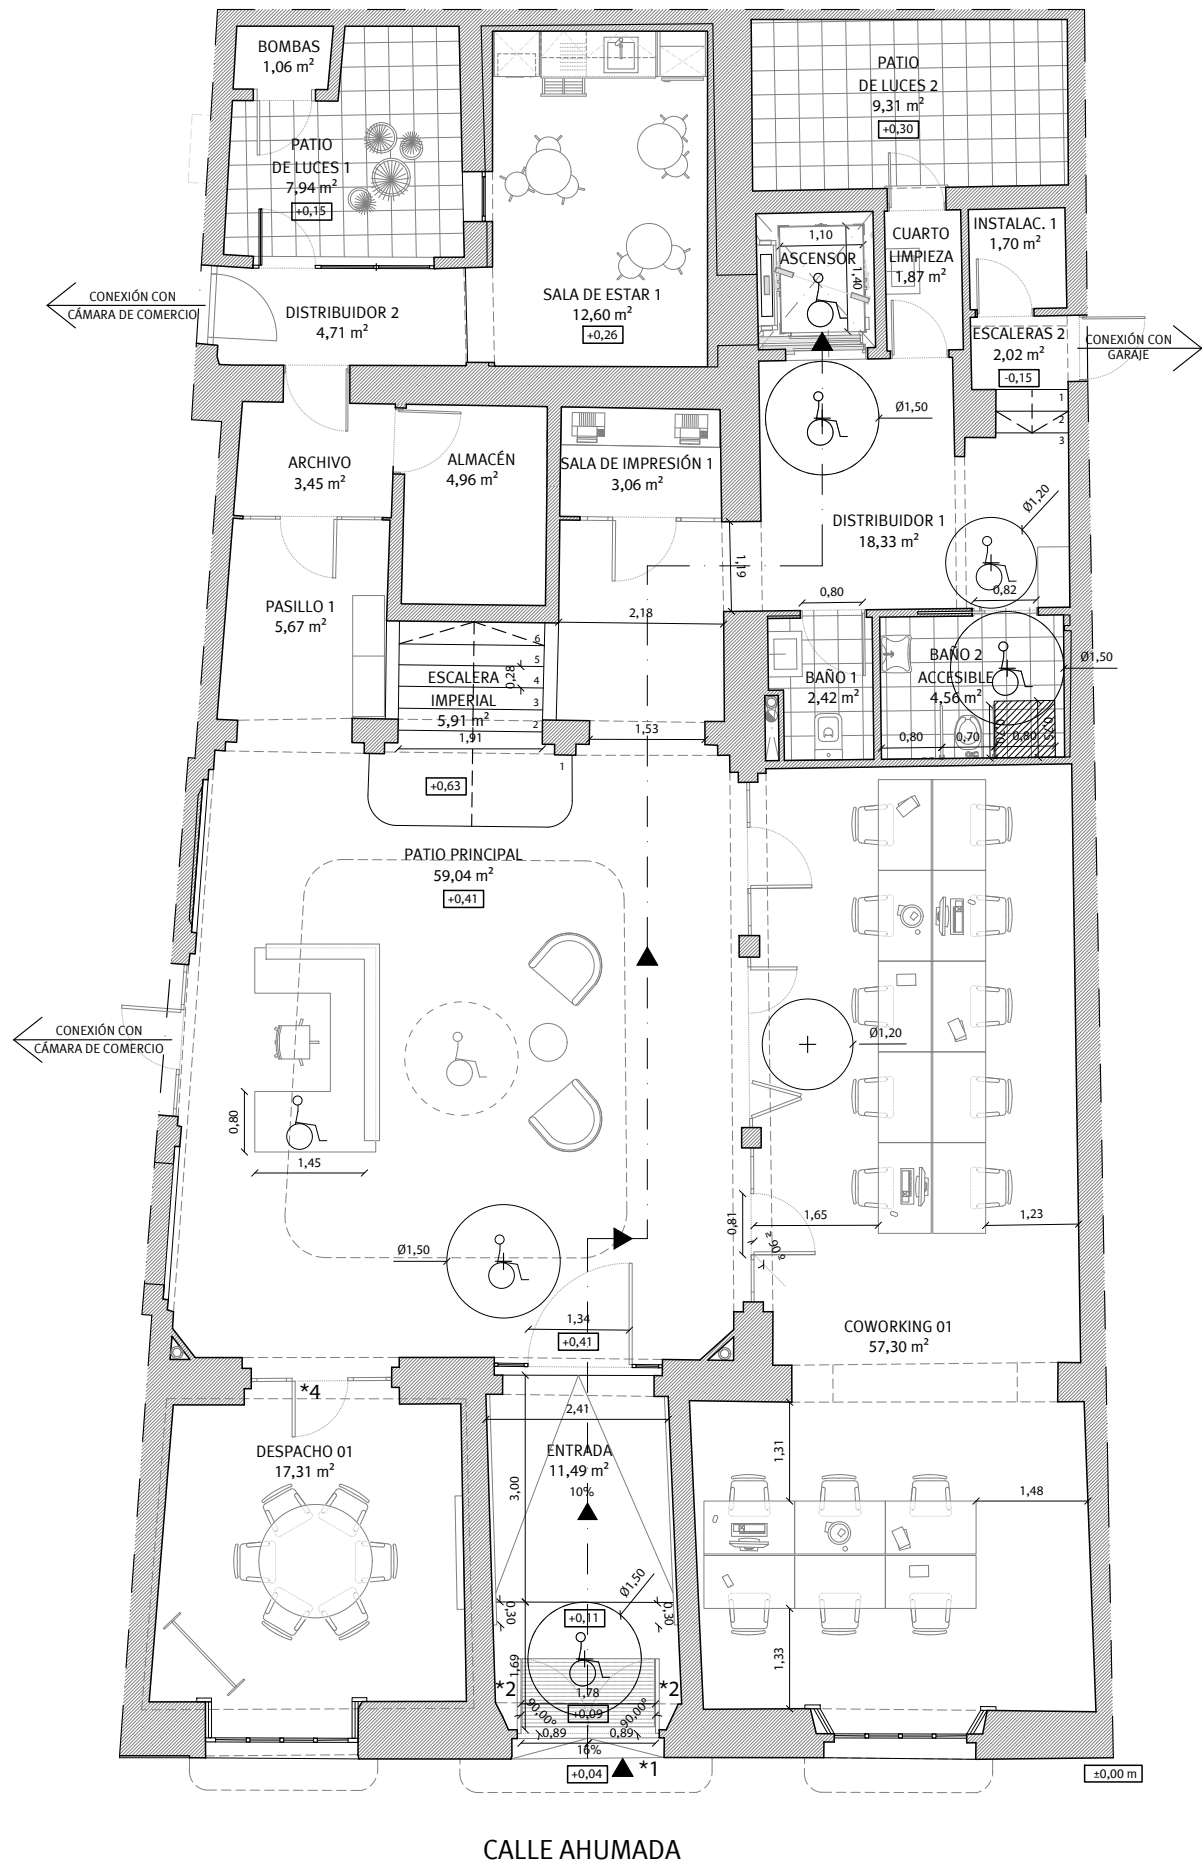 BOMBAS
1,06 m²
PATIO
DE LUCES 1
7,94 m²
+0,15
PATIO
DE LUCES 2
9,31 m²
+0,30
1,10
ASCENSOR
1,40
CUARTO
LIMPIEZA
1,87 m²
INSTALAC. 1
1,70 m²
CONEXIÓN CON
CÁMARA DE COMERCIO
DISTRIBUIDOR 2
4,71 m²
SALA DE ESTAR 1
12,60 m²
+0,26
ESCALERAS 2
2,02 m²
-0,15
CONEXIÓN CON
GARAJE
1
2
3
Ø1,50
ARCHIVO
3,45 m²
ALMACÉN
4,96 m²
SALA DE IMPRESIÓN 1
3,06 m²
DISTRIBUIDOR 1
18,33 m²
Ø1,20
1,19
0,80
0,82
PASILLO 1
5,67 m²
2,18
6
5
4
3
2
1
0,28
ESCALERA
IMPERIAL
5,91 m²
1,91
1,53
BAÑO 1
2,42 m²
BAÑO 2
ACCESIBLE
4,56 m²
Ø1,50
0,80
0,70
0,80
0,70
0,75
+0,63
PATIO PRINCIPAL
59,04 m²
+0,41
CONEXIÓN CON
CÁMARA DE COMERCIO
Ø1,20
0,80
1,45
0,81
1,65
1,23
90º
Ø1,50
1,34
+0,41
COWORKING 01
57,30 m²
*4
2,41
DESPACHO 01
17,31 m²
ENTRADA
11,49 m²
10%
3,00
1,31
1,48
Ø1,50
0,30
+0,11
0,30
1,69
1,33
*2
1,78
*2
+0,09
90,00°
90,00°
0,89
0,89
16%
+0,04
*1
±0,00 m
CALLE AHUMADA